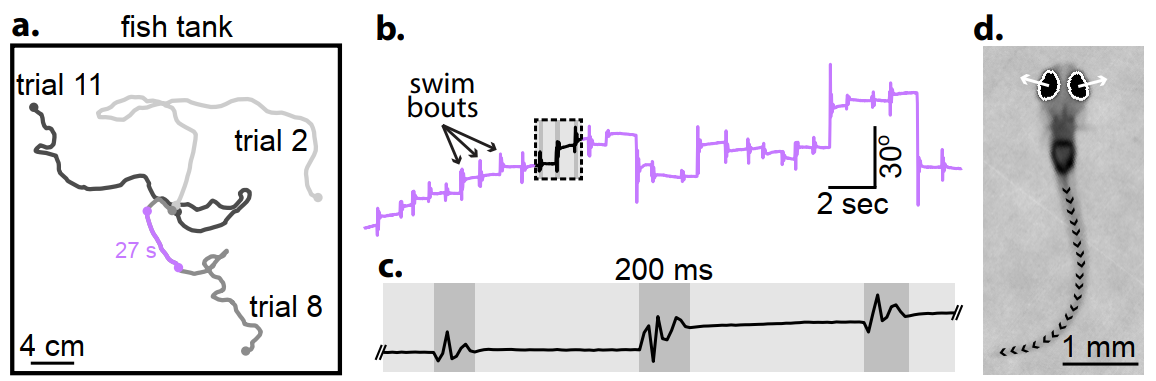 a.
fish tank
trial 11
trial 2
27 s
trial 8
4 cm
b.
swim
bouts
30°
2 sec
c.
200 ms
d.
1 mm